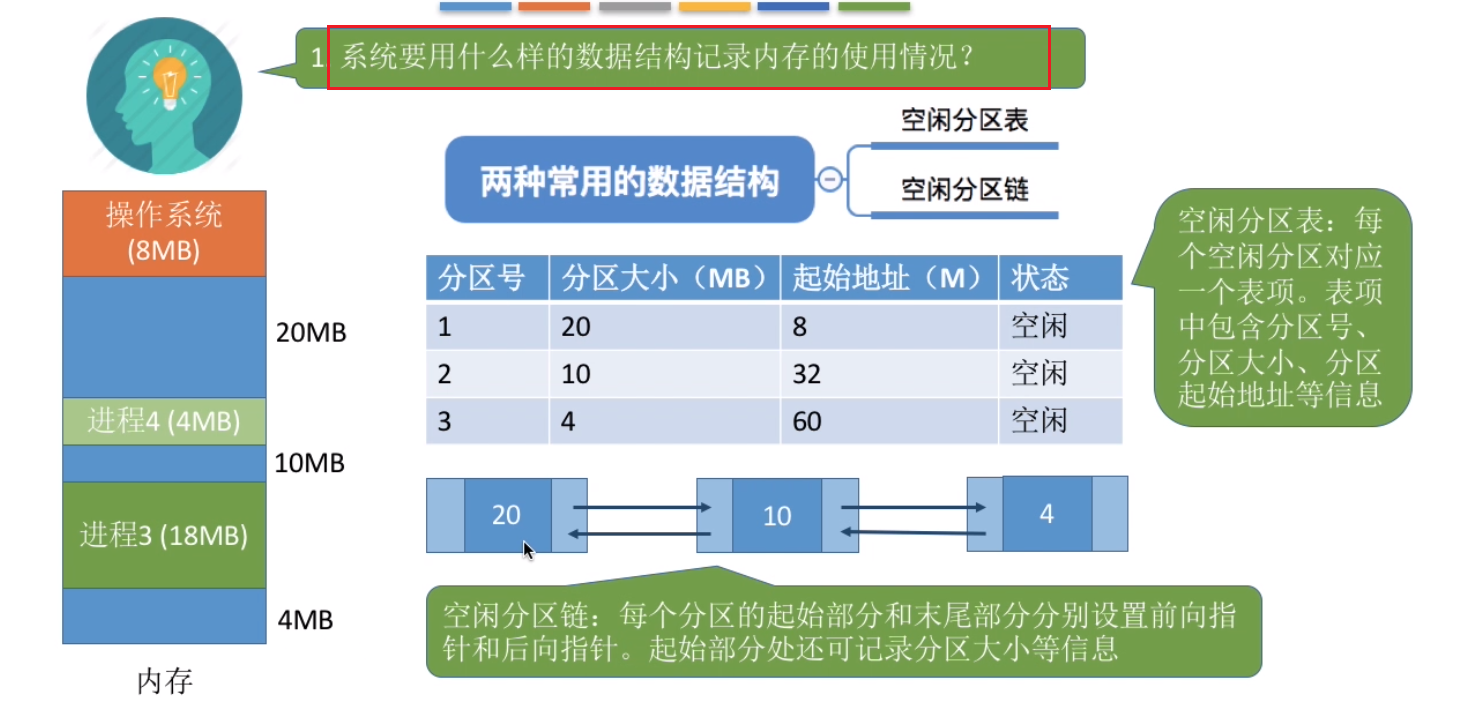 1 系统要用什么样的数据结构记录内存的使用情况?
空闲分区表
两种常用的数据结构
空闲分区链
操作系统
(8MB)
20MB
进程4 (4MB)
10MB
进程3 (18MB)
4MB
内存
分区号 分区大小（MB） 起始地址（M） 状态
1 20 8 空闲
2 10 32 空闲
3 4 60 空闲
空闲分区表：每
个空闲分区对应
一个表项。表项
中包含分区号、
分区大小、分区
起始地址等信息
20 10 4
空闲分区链：每个分区的起始部分和末尾部分分别设置前向指
针和后向指针。起始部分处还可记录分区大小等信息